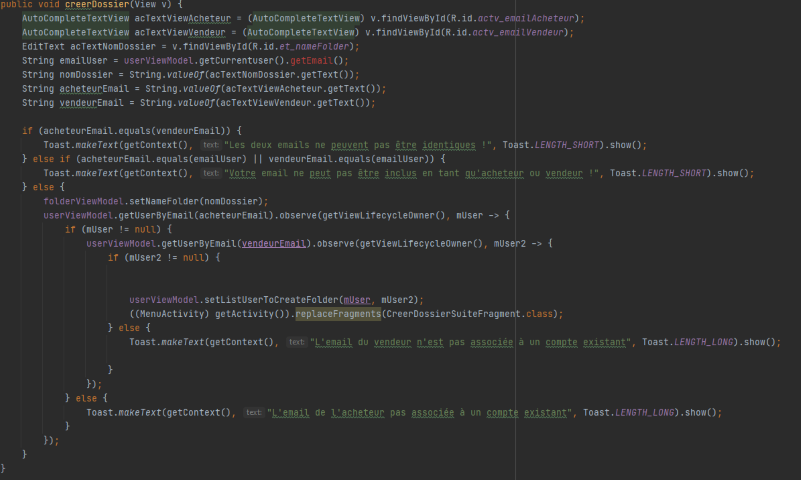 public void creerDossier(View v) {
AutoCompleteTextView acTextViewAcheteur = (AutoCompleteTextView) v.findViewById(R.id.actv_emailAcheteur);
AutoCompleteTextView acTextViewVendeur = (AutoCompleteTextView) v.findViewById(R.id.actv_emailVendeur);
EditText acTextNomDossier = v.findViewById(R.id.et_nameFolder);
String emailUser = userViewModel.getCurrentuser().getEmail();
String nomDossier = String.valueOf(acTextNomDossier.getText());
String acheteurEmail = String.valueOf(acTextViewAcheteur.getText());
String vendeurEmail = String.valueOf(acTextViewVendeur.getText());
if (acheteurEmail.equals(vendeurEmail)) {
Toast.makeText(getContext(), text: "Les deux emails ne peuvent pas être identiques !", Toast.LENGTH_SHORT).show();
} else if (acheteurEmail.equals(emailUser) || vendeurEmail.equals(emailUser)) {
Toast.makeText(getContext(), text: "Votre email ne peut pas être inclus en tant qu'acheteur ou vendeur !", Toast.LENGTH_SHORT).show();
} else {
folderViewModel.setNameFolder(nomDossier);
userViewModel.getUserByEmail(acheteurEmail).observe(getViewLifecycleOwner(), mUser -> {
if (mUser != null) {
userViewModel.getUserByEmail(vendeurEmail).observe(getViewLifecycleOwner(), mUser2 -> {
if (mUser2 != null) {
userViewModel.setListUserToCreateFolder(mUser, mUser2);
((MenuActivity) getActivity()).replaceFragments(CreerDossierSuiteFragment.class);
} else {
Toast.makeText(getContext(), text: "L'email du vendeur n'est pas associée à un compte existant", Toast.LENGTH_LONG).show();
}
});
} else {
Toast.makeText(getContext(), text: "L'email de l'acheteur pas associée à un compte existant", Toast.LENGTH_LONG).show();
}
});
}
}